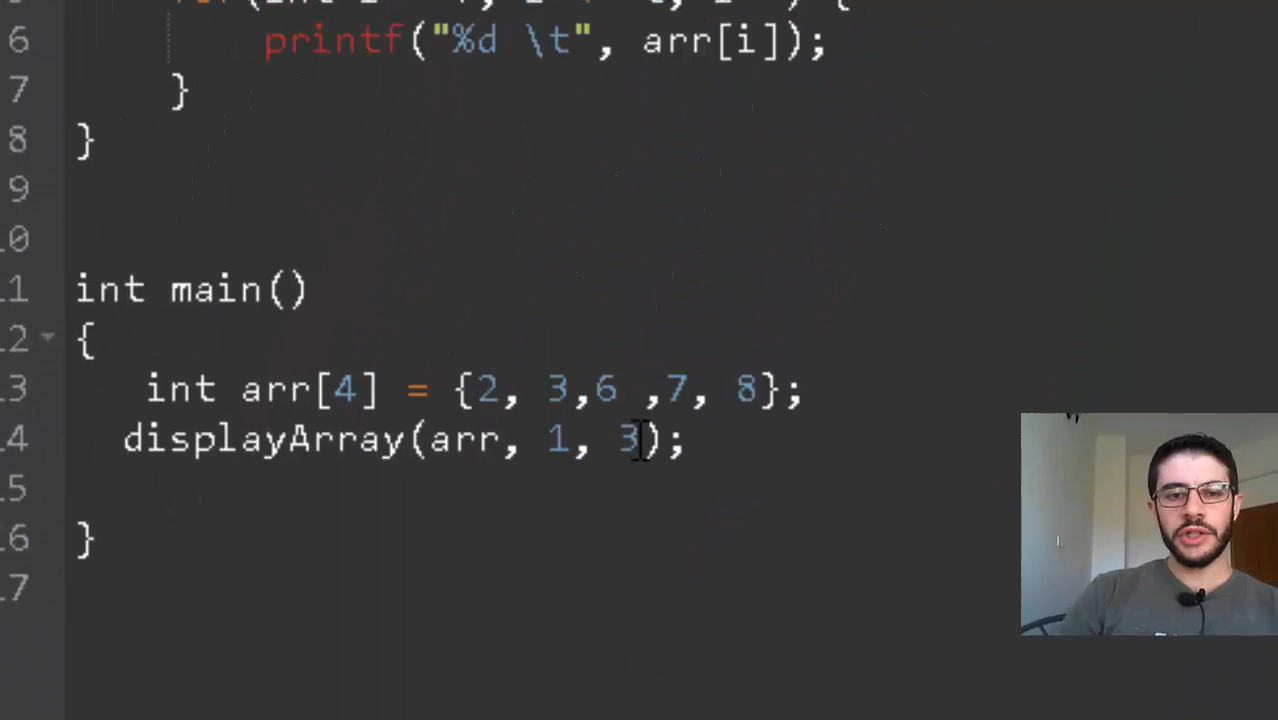 6 printf("%d \t", arr[i]);
7 }
8 }
9
10
11 int main()
12 {
13 int arr[4] = {2, 3,6 ,7, 8};
14 displayArray(arr, 1, 3);
15
16 }
17